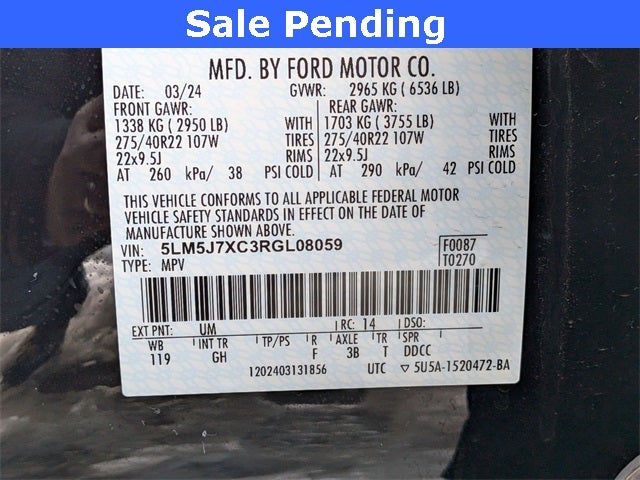 Sale Pending
MFD. BY FORD MOTOR CO.
DATE: 03/24 GVWR: 2965 KG ( 6536 LB)
FRONT GAWR: REAR GAWR:
1338 KG ( 2950 LB) WITH 1703 KG ( 3755 LB) WITH
275/40R22 107W TIRES 275/40R22 107W TIRES
22x9.5J RIMS 22x9.5J RIMS
AT 260 kPa/ 38 PSI COLD AT 290 kPa/ 42 PSI COLD
THIS VEHICLE CONFORMS TO ALL APPLICABLE FEDERAL MOTOR
VEHICLE SAFETY STANDARDS IN EFFECT ON THE DATE OF
MANUFACTURE SHOWN ABOVE.
VIN: 5LM5J7XC3RGL08059 F0087
TYPE: MPV T0270
EXT PNT: UM RC: 14 DSO:
WB INT TR TP/PS R AXLE TR SPR
119 GH F 3B T DDCC
1202403131856 UTC ▽ 5U5A-1520472-BA